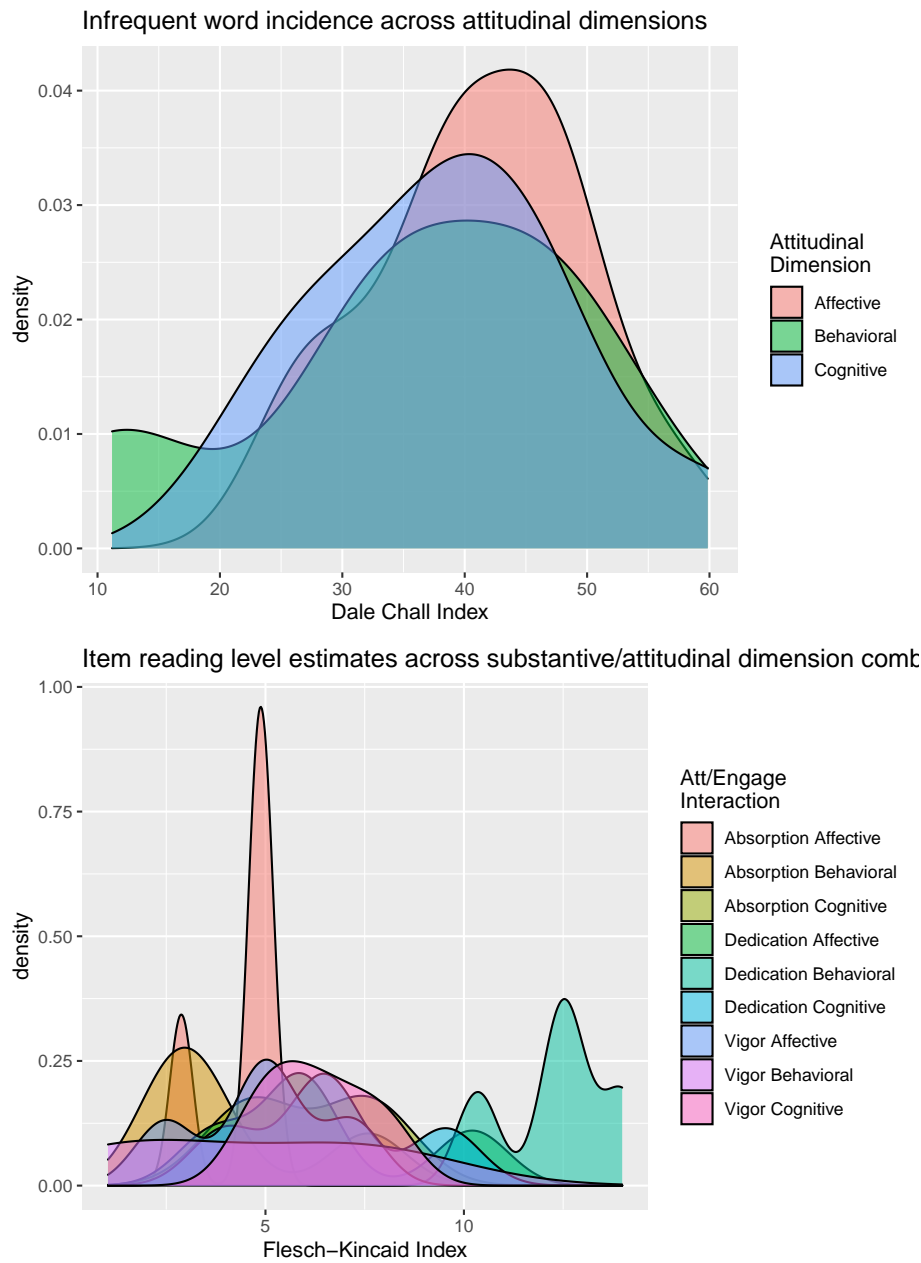 Infrequent word incidence across attitudinal dimensions
0.04
0.03
0.02
0.01
0.00
density
10 20 30 40 50 60
Dale Chall Index
Attitudinal
Dimension
Affective
Behavioral
Cognitive
Item reading level estimates across substantive/attitudinal dimension comb
1.00
0.75
0.50
0.25
0.00
density
5 10
Flesch−Kincaid Index
Att/Engage
Interaction
Absorption Affective
Absorption Behavioral
Absorption Cognitive
Dedication Affective
Dedication Behavioral
Dedication Cognitive
Vigor Affective
Vigor Behavioral
Vigor Cognitive